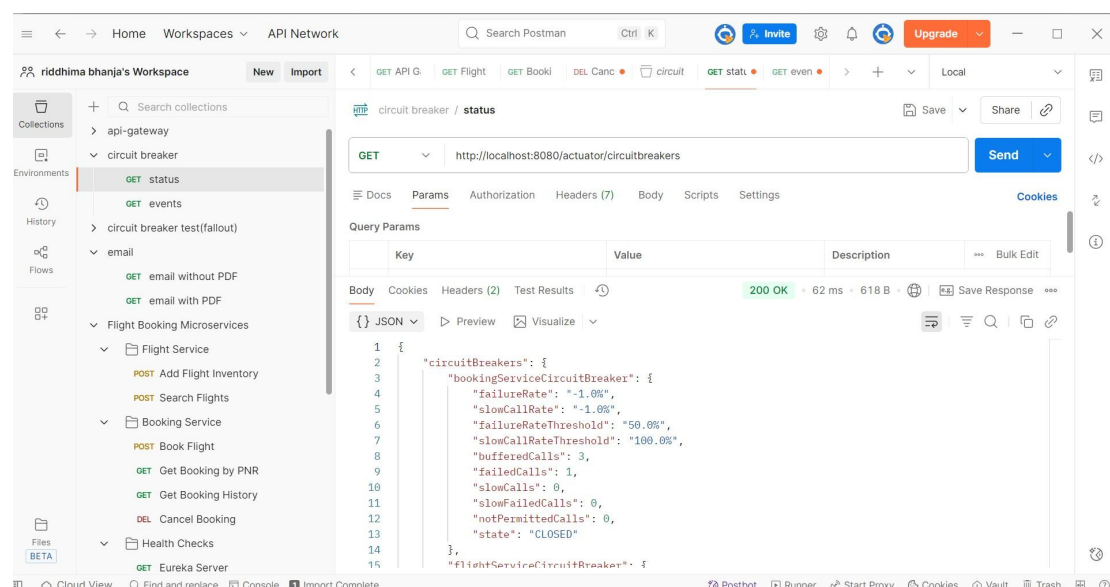 Home Workspaces API Network Search Postman Ctrl K Invite Upgrade
riddhima bhanja's Workspace New Import GET API G GET Flight GET Booki DEL Canc circuit GET statu GET even Local
Collections
Environments
History
Flows
Files
BETA
Search collections
api-gateway
circuit breaker
GET status
GET events
circuit breaker test(fallout)
email
GET email without PDF
GET email with PDF
Flight Booking Microservices
Flight Service
POST Add Flight Inventory
POST Search Flights
Booking Service
POST Book Flight
GET Get Booking by PNR
GET Get Booking History
DEL Cancel Booking
Health Checks
GET Eureka Server
HTTP circuit breaker / status Save Share
GET http://localhost:8080/actuator/circuitbreakers Send
Docs Params Authorization Headers (7) Body Scripts Settings Cookies
Query Params
Key Value Description Bulk Edit
Body Cookies Headers (2) Test Results 200 OK 62 ms 618 B e.g. Save Response
{} JSON Preview Visualize
1 {
2 "circuitBreakers": {
3 "bookingServiceCircuitBreaker": {
4 "failureRate": "-1.0%",
5 "slowCallRate": "-1.0%",
6 "failureRateThreshold": "50.0%",
7 "slowCallRateThreshold": "100.0%",
8 "bufferedCalls": 3,
9 "failedCalls": 1,
10 "slowCalls": 0,
11 "slowFailedCalls": 0,
12 "notPermittedCalls": 0,
13 "state": "CLOSED"
14 },
15 "flightServiceCircuitBreaker": {
Cloud View Find and replace Console Import Complete Postbot Runner Start Proxy Cookies Vault Trash